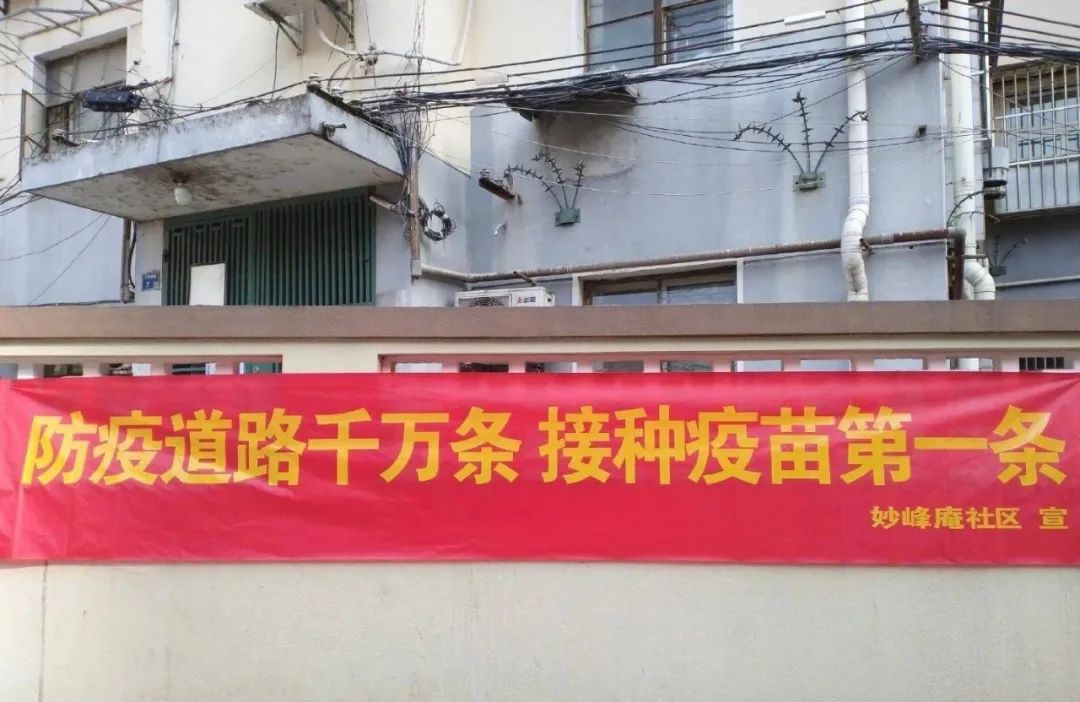 防疫道路千万条 接种疫苗第一条
妙峰庵社区 宣